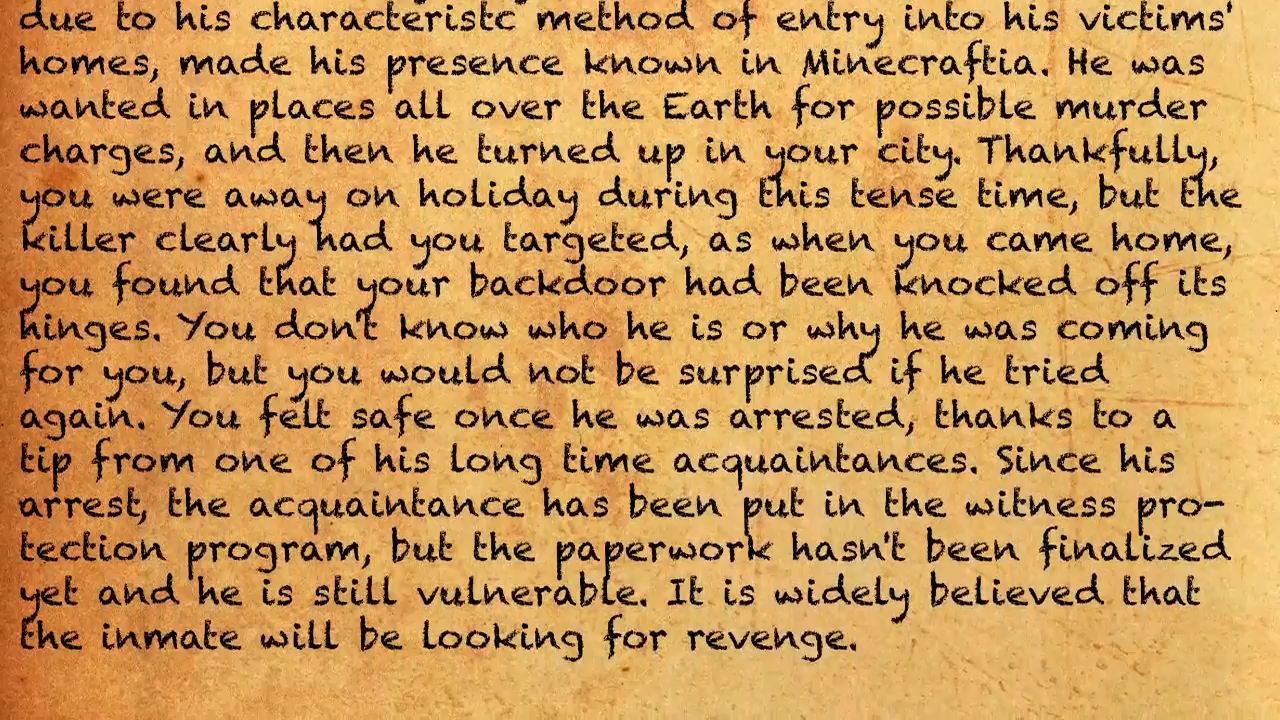 due to his characteristc method of entry into his victims'
homes, made his presence known in Minecraftia. He was
wanted in places all over the Earth for possible murder
charges, and then he turned up in your city. Thankfully,
you were away on holiday during this tense time, but the
killer clearly had you targeted, as when you came home,
you found that your backdoor had been knocked off its
hinges. You don't know who he is or why he was coming
for you, but you would not be surprised if he tried
again. You felt safe once he was arrested, thanks to a
tip from one of his long time acquaintances. Since his
arrest, the acquaintance has been put in the witness pro-
tection program, but the paperwork hasn't been finalized
yet and he is still vulnerable. It is widely believed that
the inmate will be looking for revenge.